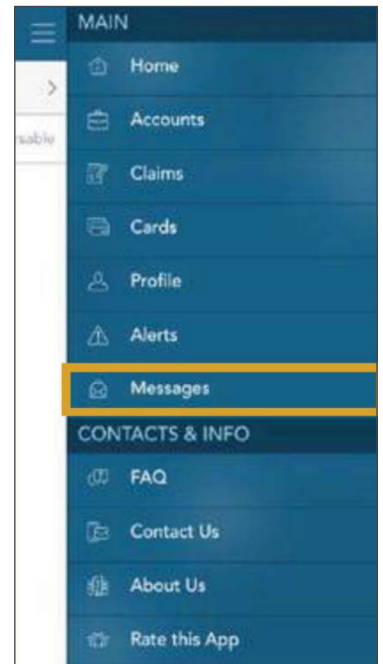 MAIN
Home
Accounts
Claims
Cards
Profile
Alerts
Messages
CONTACTS & INFO
FAQ
Contact Us
About Us
Rate this App